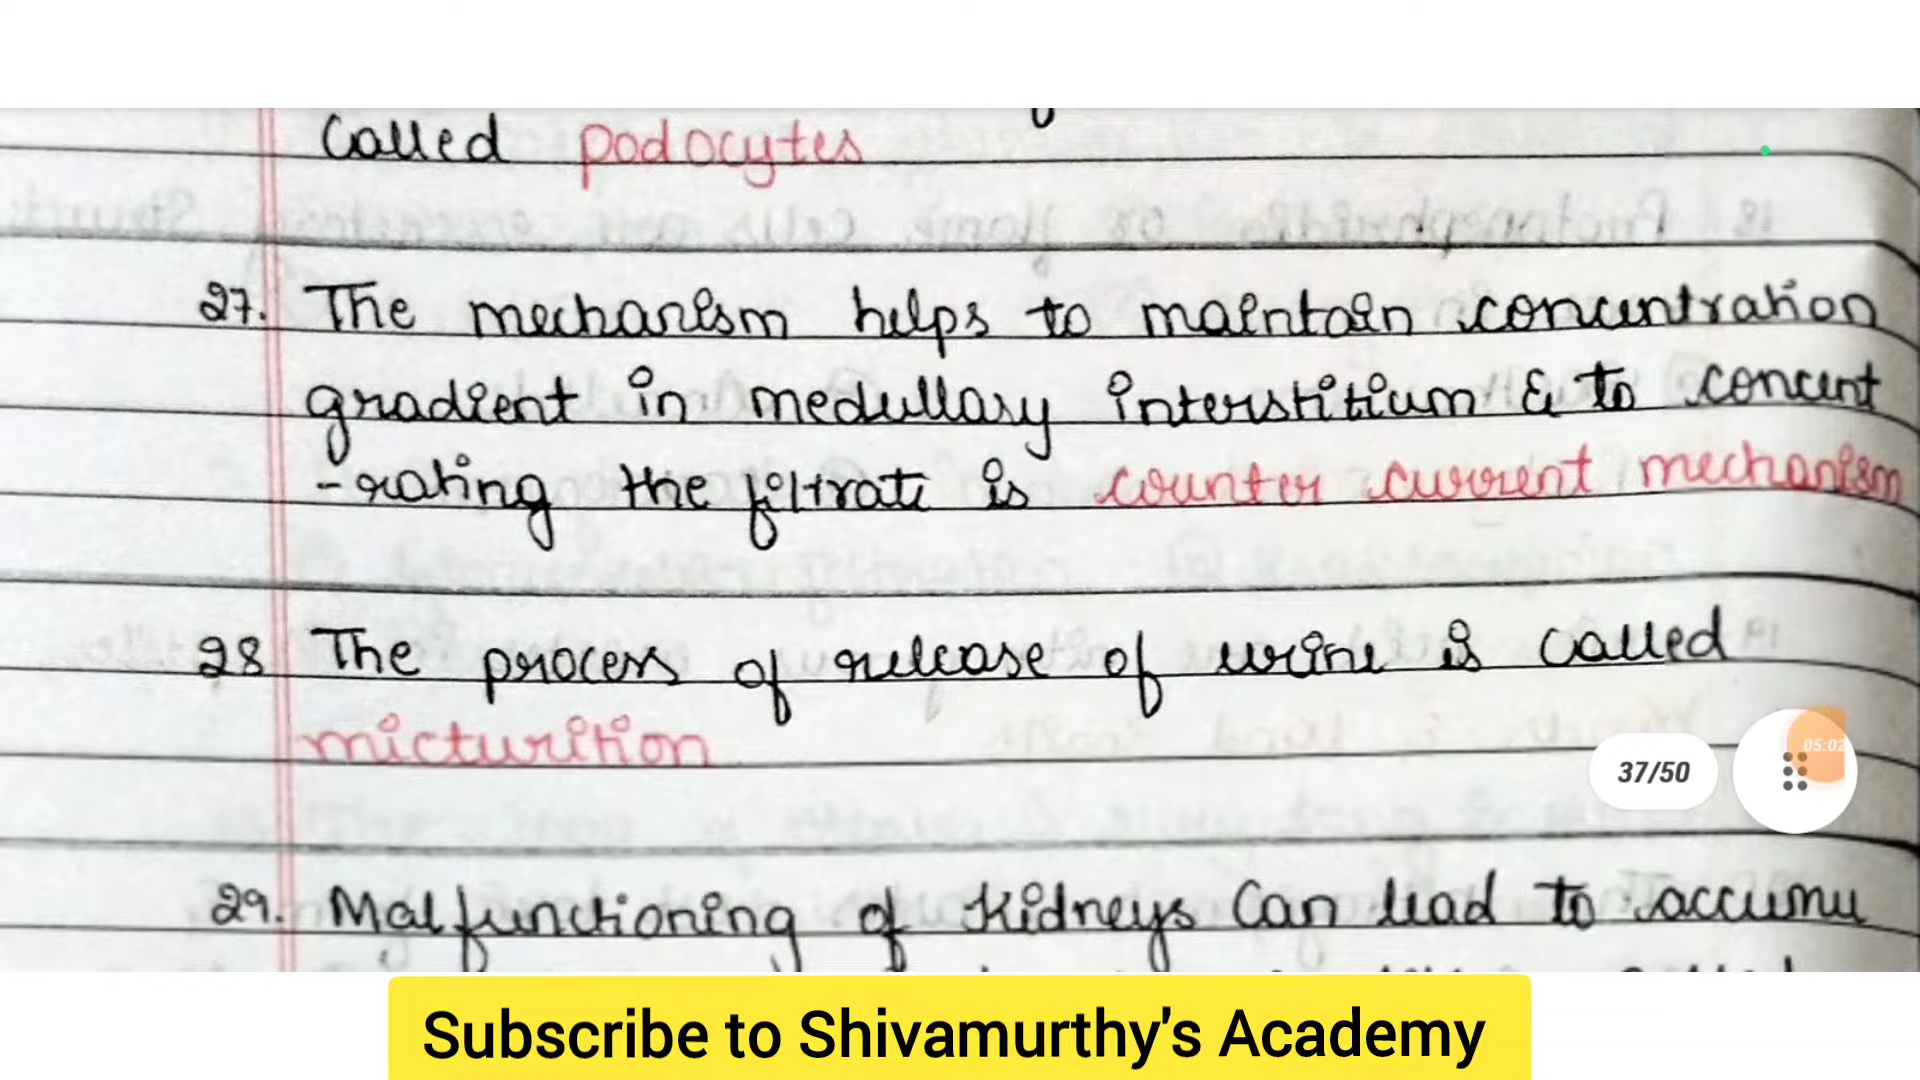 Called podocytes
27. The mechanism helps to maintain concentration
gradient in medullary interstitium & to concent
-rating the filtrate is counter current mechanism
28 The process of release of urine is called
micturition
05:02
37/50
29. Malfunctioning of kidneys can lead to accumu
Subscribe to Shivamurthy's Academy